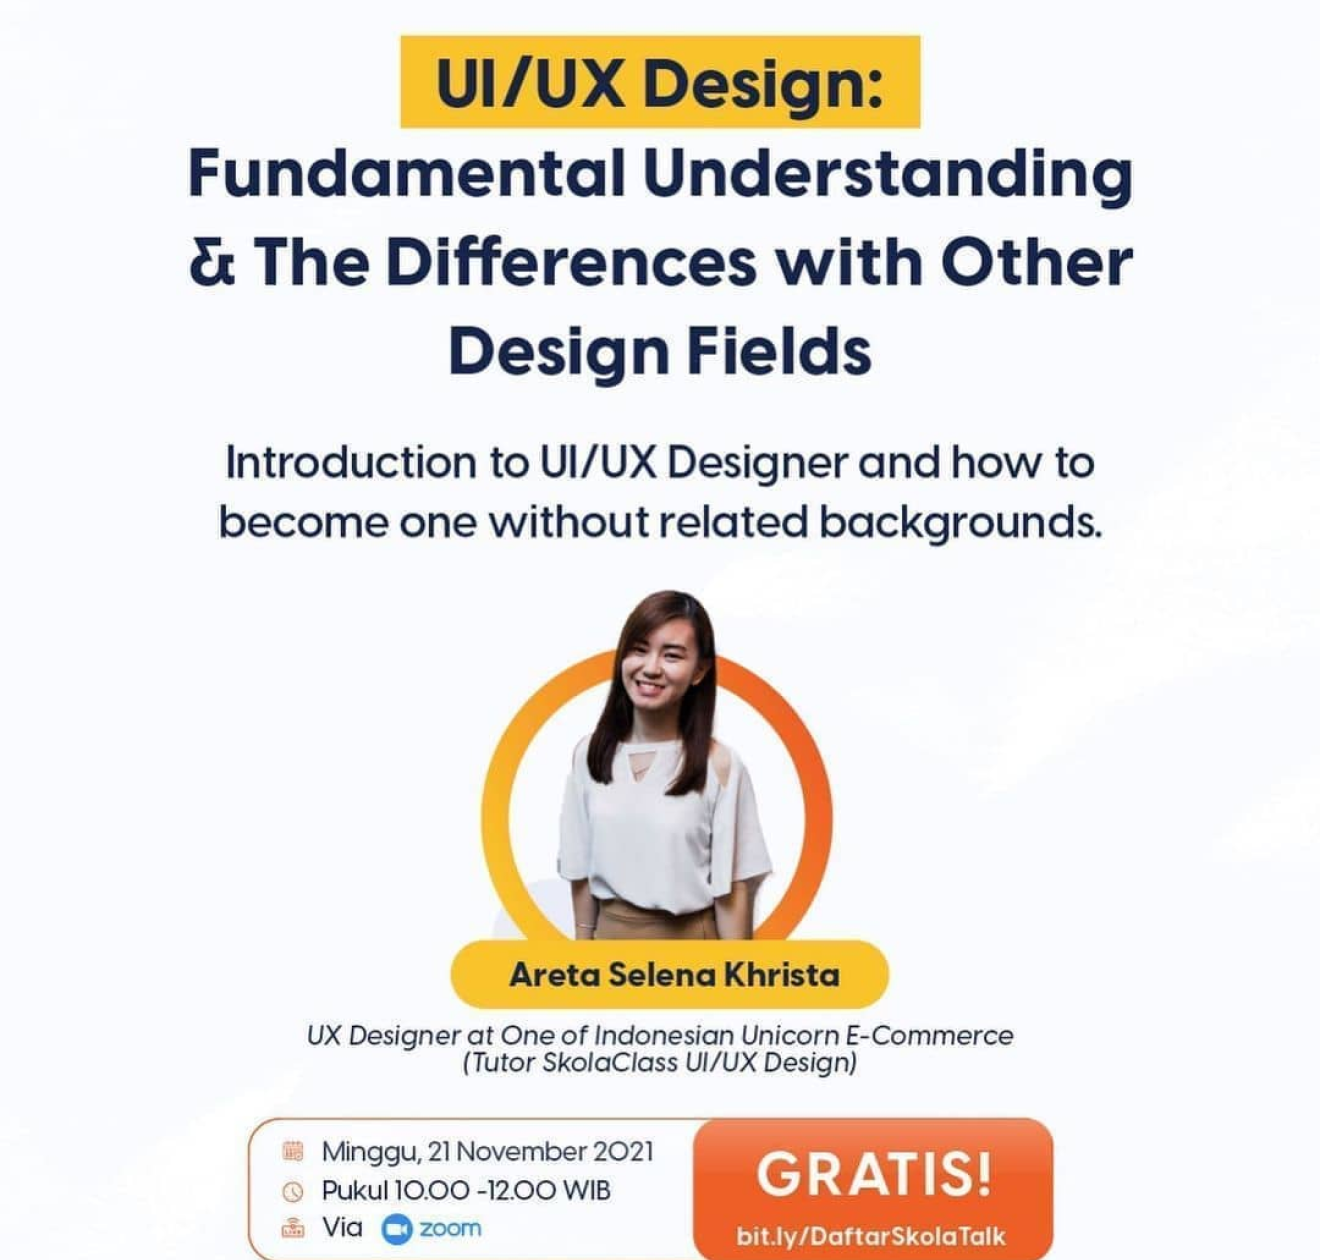 UI/UX Design:
Fundamental Understanding
& The Differences with Other
Design Fields
Introduction to UI/UX Designer and how to
become one without related backgrounds.
Areta Selena Khrista
UX Designer at One of Indonesian Unicorn E-Commerce
(Tutor SkolaClass UI/UX Design)
Minggu, 21 November 2021
Pukul 10.00 -12.00 WIB
Via zoom
GRATIS!
bit.ly/DaftarSkolaTalk